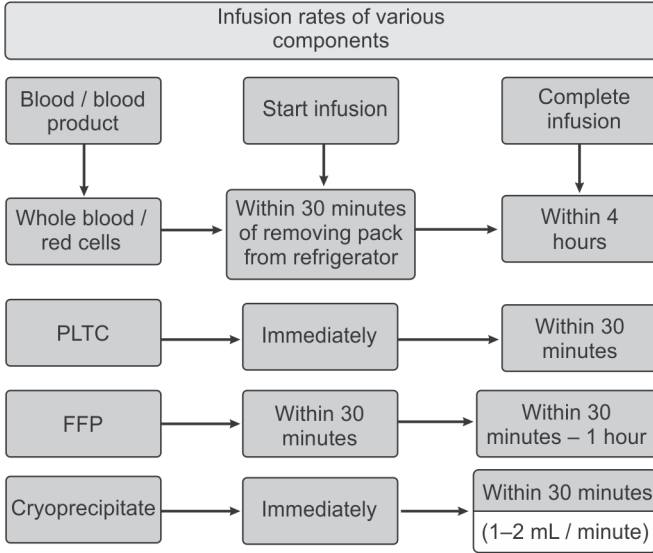 Infusion rates of various
components
Blood / blood
product
Start infusion
Complete
infusion
Whole blood /
red cells
Within 30 minutes
of removing pack
from refrigerator
Within 4
hours
PLTC
Immediately
Within 30
minutes
FFP
Within 30
minutes
Within 30
minutes – 1 hour
Cryoprecipitate
Immediately
Within 30 minutes
(1–2 mL / minute)